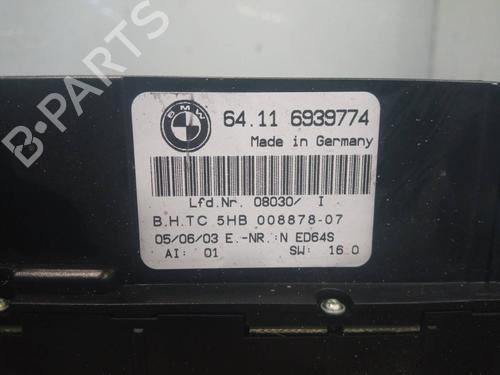 BMW
64.11 6939774
Made in Germany
Lfd.Nr. 08030/ I
B.H.TC 5HB 008878-07
05/06/03 E.-NR.:N ED64S
AI: 01 SW: 16.0
B-PARTS